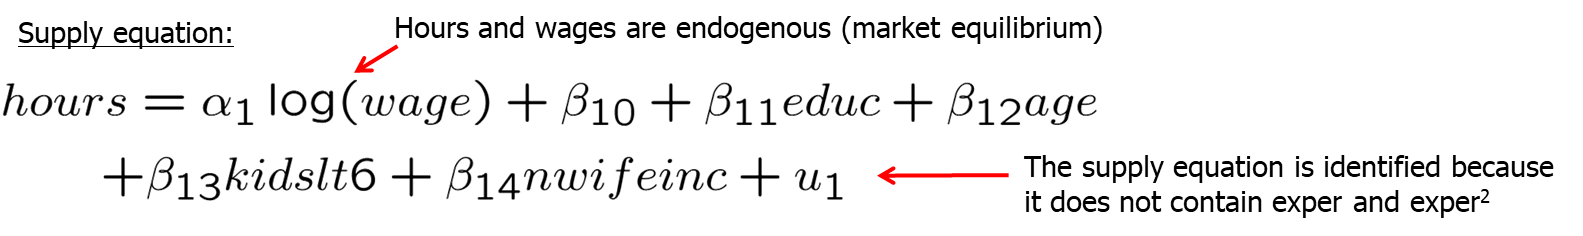 Supply equation:
Hours and wages are endogenous (market equilibrium)
hours = α₁ log(wage) + β₁₀ + β₁₁educ + β₁₂age
+β₁₃kidslt6 + β₁₄nwifeinc + u₁
The supply equation is identified because
it does not contain exper and exper²